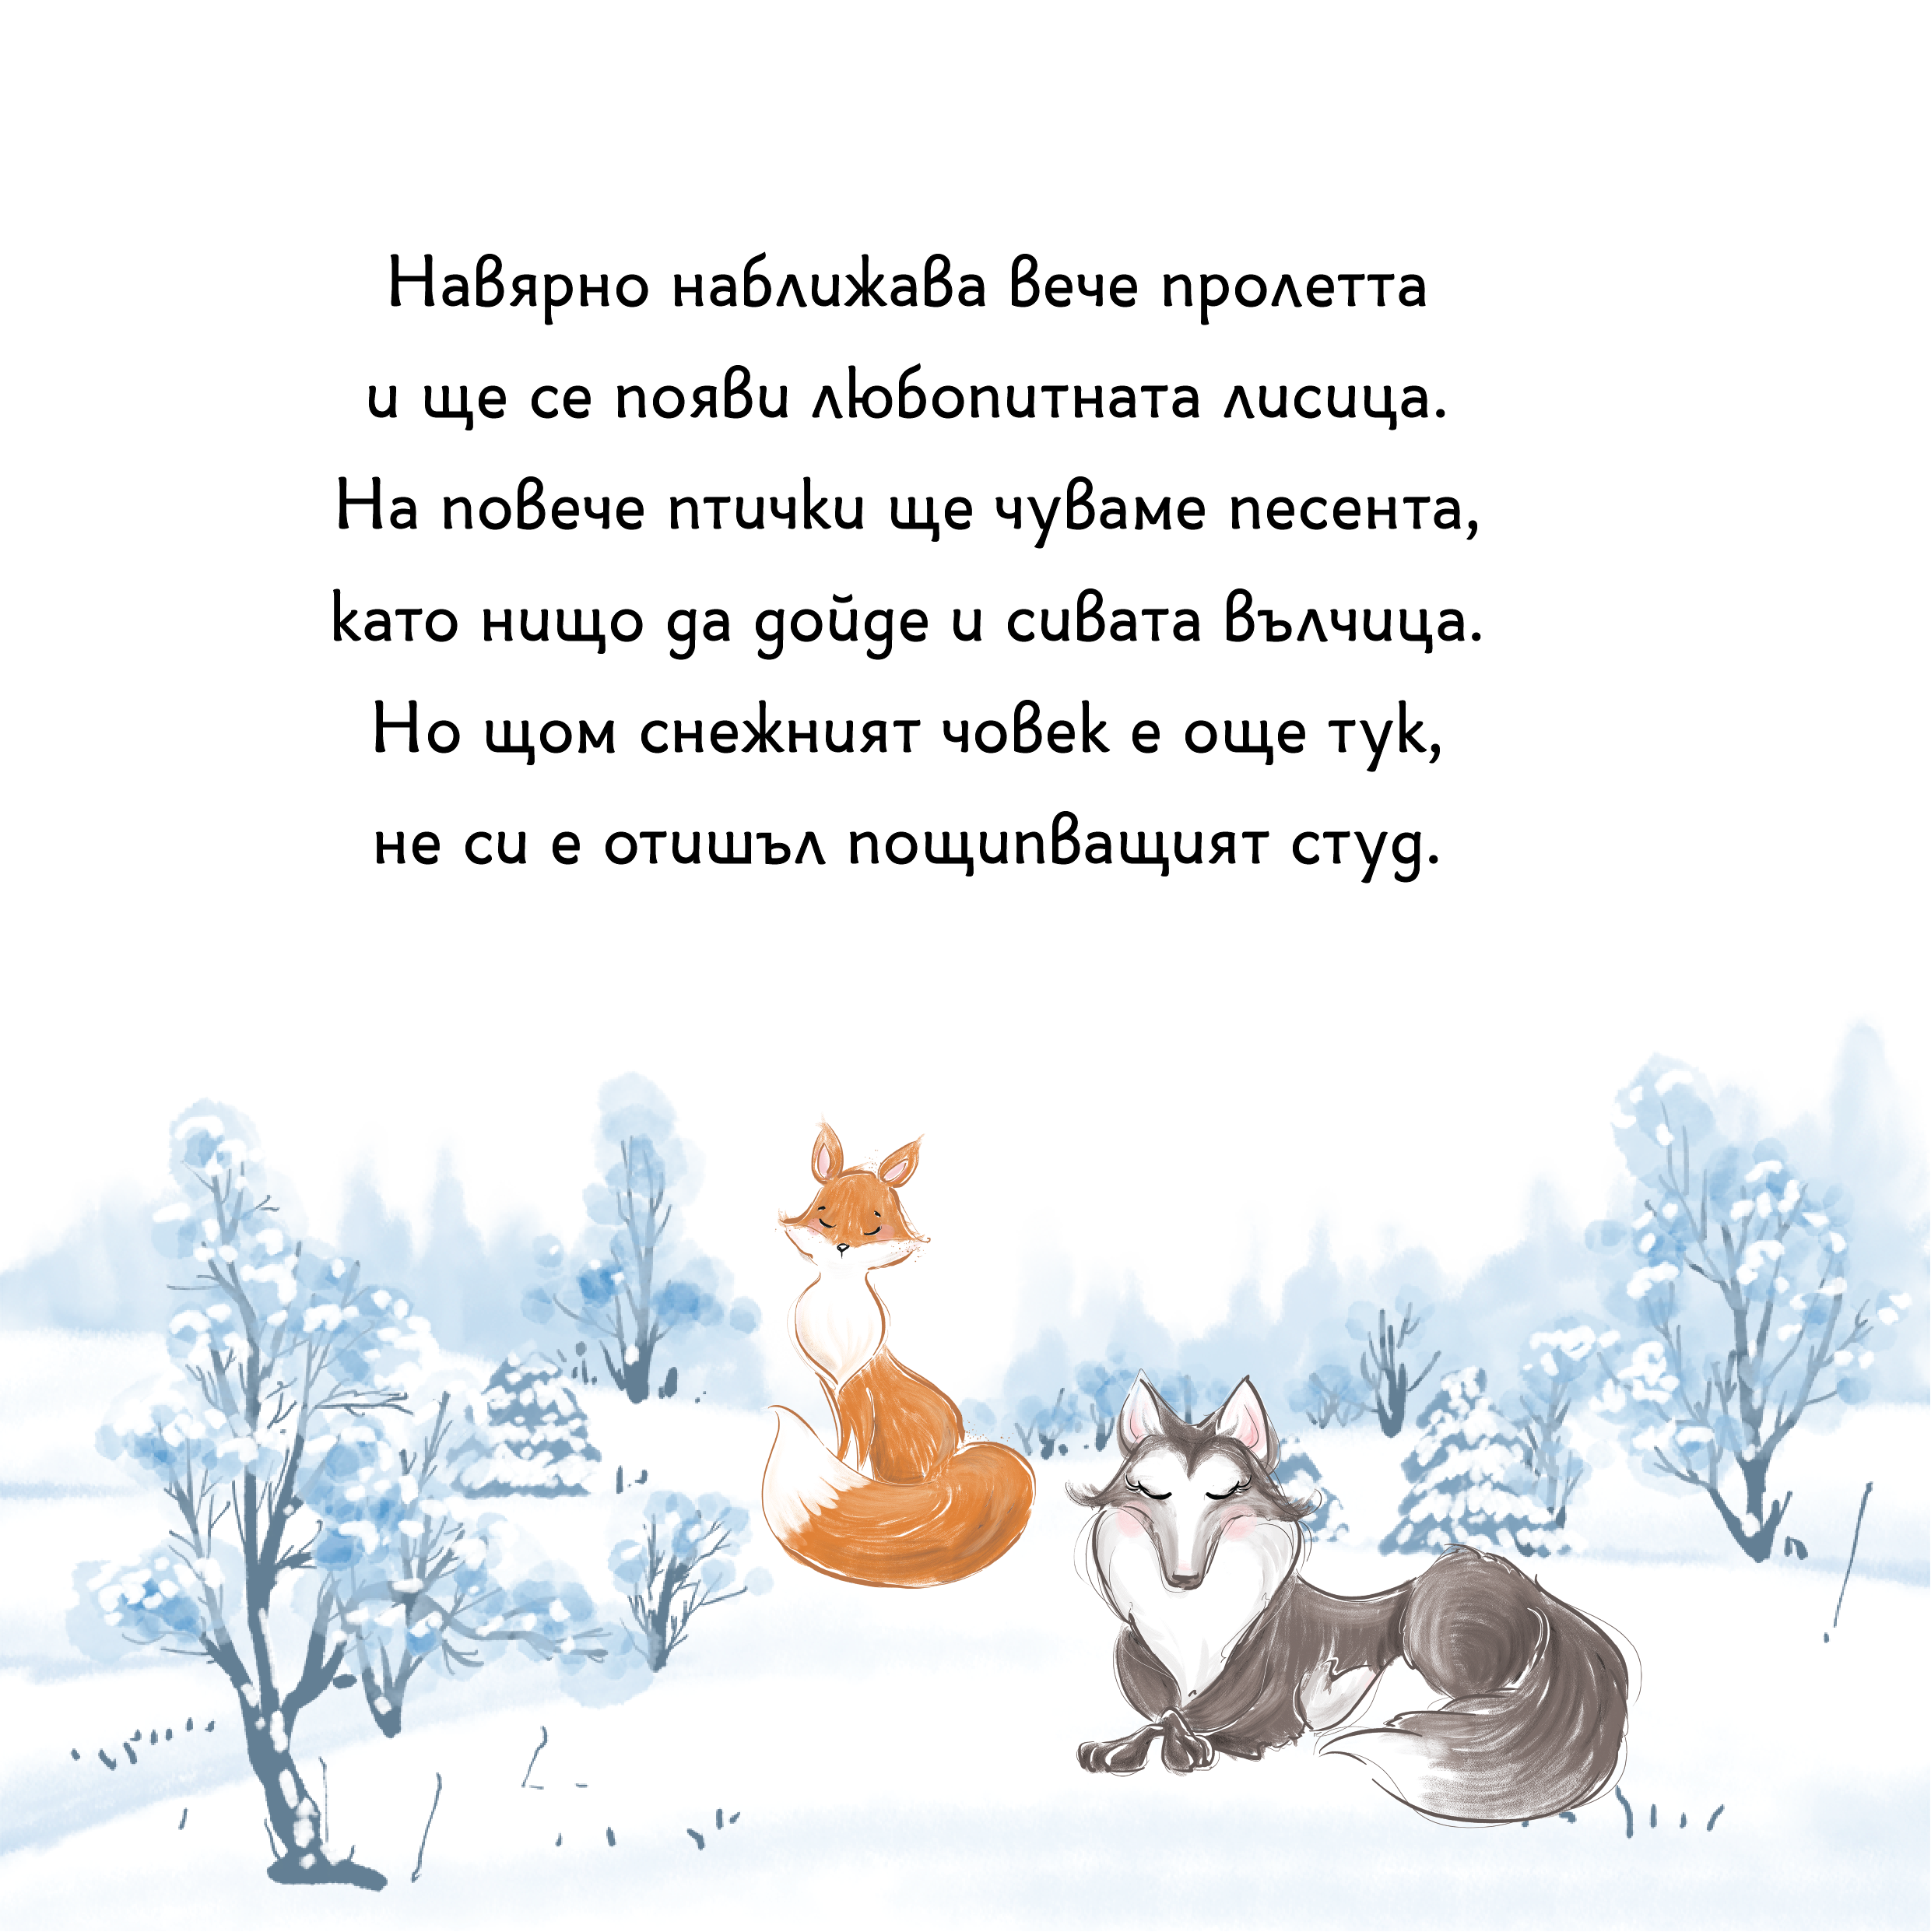 Навярно наближава вече пролетта
и ще се появи любопитната лисица.
На повече птички ще чуваме песента,
като нищо да дойде и сивата вълчица.
Но щом снежният човек е още тук,
не си е отишъл пощипващият студ.